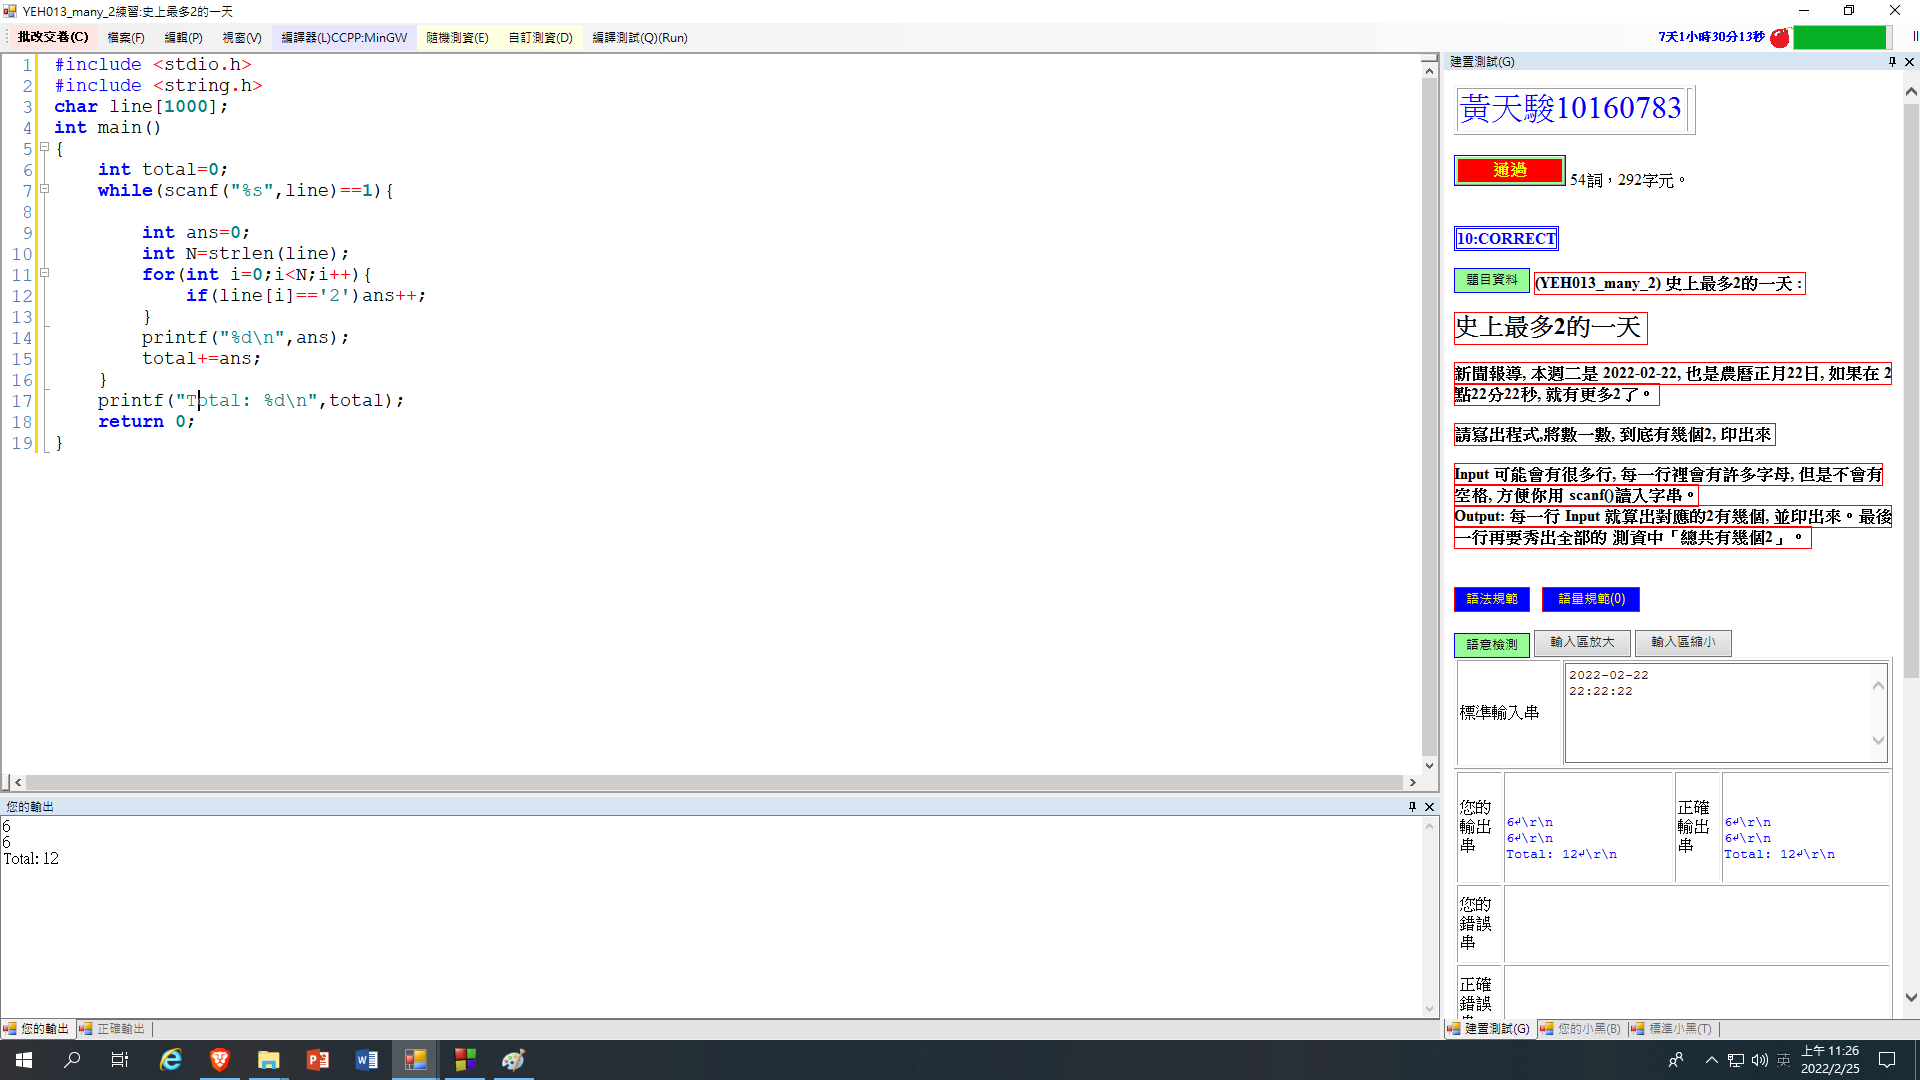 YEH013_many_2練習:史上最多2的一天
批改交卷(C) 檔案(F) 編輯(P) 視窗(V) 編譯器(L)CCPP:MinGW 隨機測資(E) 自訂測資(D) 編譯測試(Q)(Run) 7天1小時30分13秒
1 #include <stdio.h>
2 #include <string.h>
3 char line[1000];
4 int main()
5 {
6 int total=0;
7 while(scanf("%s",line)==1){
8
9 int ans=0;
10 int N=strlen(line);
11 for(int i=0;i<N;i++){
12 if(line[i]=='2')ans++;
13 }
14 printf("%d\n",ans);
15 total+=ans;
16 }
17 printf("Total: %d\n",total);
18 return 0;
19 }
您的輸出
6
6
Total: 12
您的輸出 正確輸出
建置測試(G)
黃天駿10160783
通過 54詞，292字元。
10:CORRECT
題目資料 (YEH013_many_2) 史上最多2的一天 :
史上最多2的一天
新聞報導, 本週二是 2022-02-22, 也是農曆正月22日, 如果在 2
點22分22秒, 就有更多2了。
請寫出程式,將數一數, 到底有幾個2, 印出來
Input 可能會有很多行, 每一行裡會有許多字母, 但是不會有
空格, 方便你用 scanf()讀入字串。
Output: 每一行 Input 就算出對應的2有幾個, 並印出來。最後
一行再要秀出全部的 測資中「總共有幾個2」。
語法規範 語量規範(0)
語意檢測 輸入區放大 輸入區縮小
標準輸入串
2022-02-22
22:22:22
您的
輸出
串
6↵\r\n
6↵\r\n
Total: 12↵\r\n
正確
輸出
串
6↵\r\n
6↵\r\n
Total: 12↵\r\n
您的
錯誤
串
正確
錯誤
建置測試(G) 您的小黑(B) 標準小黑(T)
英 上午 11:26
2022/2/25